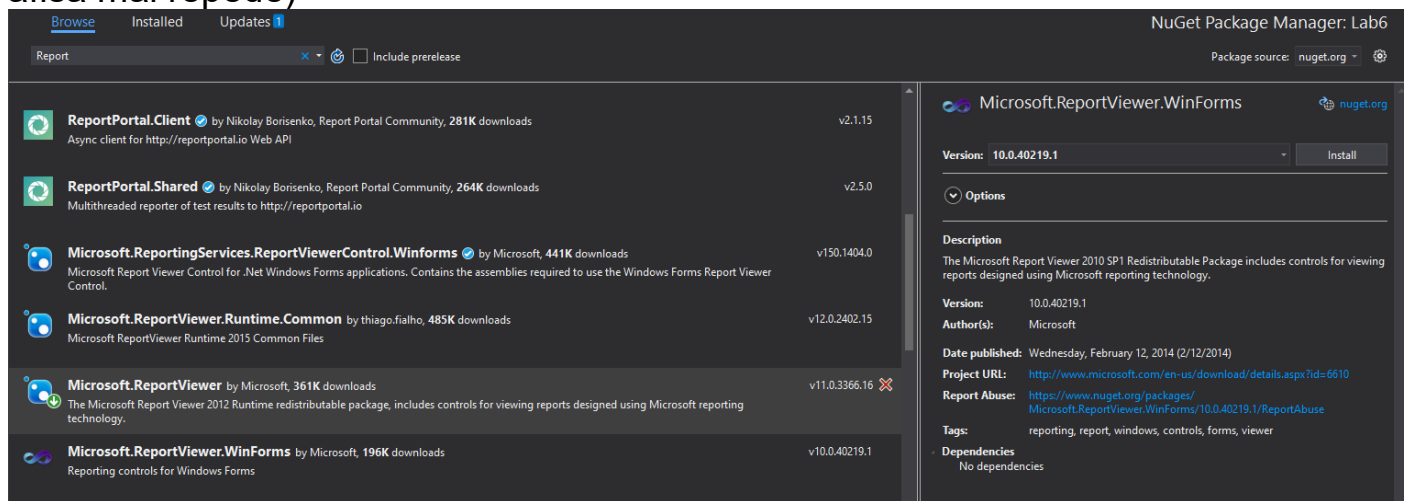 Browse Installed Updates 1
NuGet Package Manager: Lab6
Report
Include prerelease
Package source: nuget.org
ReportPortal.Client by Nikolay Borisenko, Report Portal Community, 281K downloads v2.1.15
Async client for http://reportportal.io Web API
ReportPortal.Shared by Nikolay Borisenko, Report Portal Community, 264K downloads v2.5.0
Multithreaded reporter of test results to http://reportportal.io
Microsoft.ReportingServices.ReportViewerControl.Winforms by Microsoft, 441K downloads v150.1404.0
Microsoft Report Viewer Control for .Net Windows Forms applications. Contains the assemblies required to use the Windows Forms Report Viewer
Control.
Microsoft.ReportViewer.Runtime.Common by thiago.fialho, 485K downloads v12.0.2402.15
Microsoft ReportViewer Runtime 2015 Common Files
Microsoft.ReportViewer by Microsoft, 361K downloads v11.0.3366.16
The Microsoft Report Viewer 2012 Runtime redistributable package, includes controls for viewing reports designed using Microsoft reporting
technology.
Microsoft.ReportViewer.WinForms by Microsoft, 196K downloads v10.0.40219.1
Reporting controls for Windows Forms
Microsoft.ReportViewer.WinForms nuget.org
Version: 10.0.40219.1 Install
Options
Description
The Microsoft Report Viewer 2010 SP1 Redistributable Package includes controls for viewing
reports designed using Microsoft reporting technology.
Version: 10.0.40219.1
Author(s): Microsoft
Date published: Wednesday, February 12, 2014 (2/12/2014)
Project URL: http://www.microsoft.com/en-us/download/details.aspx?id=6610
Report Abuse: https://www.nuget.org/packages/
Microsoft.ReportViewer.WinForms/10.0.40219.1/ReportAbuse
Tags: reporting, report, windows, controls, forms, viewer
Dependencies
No dependencies